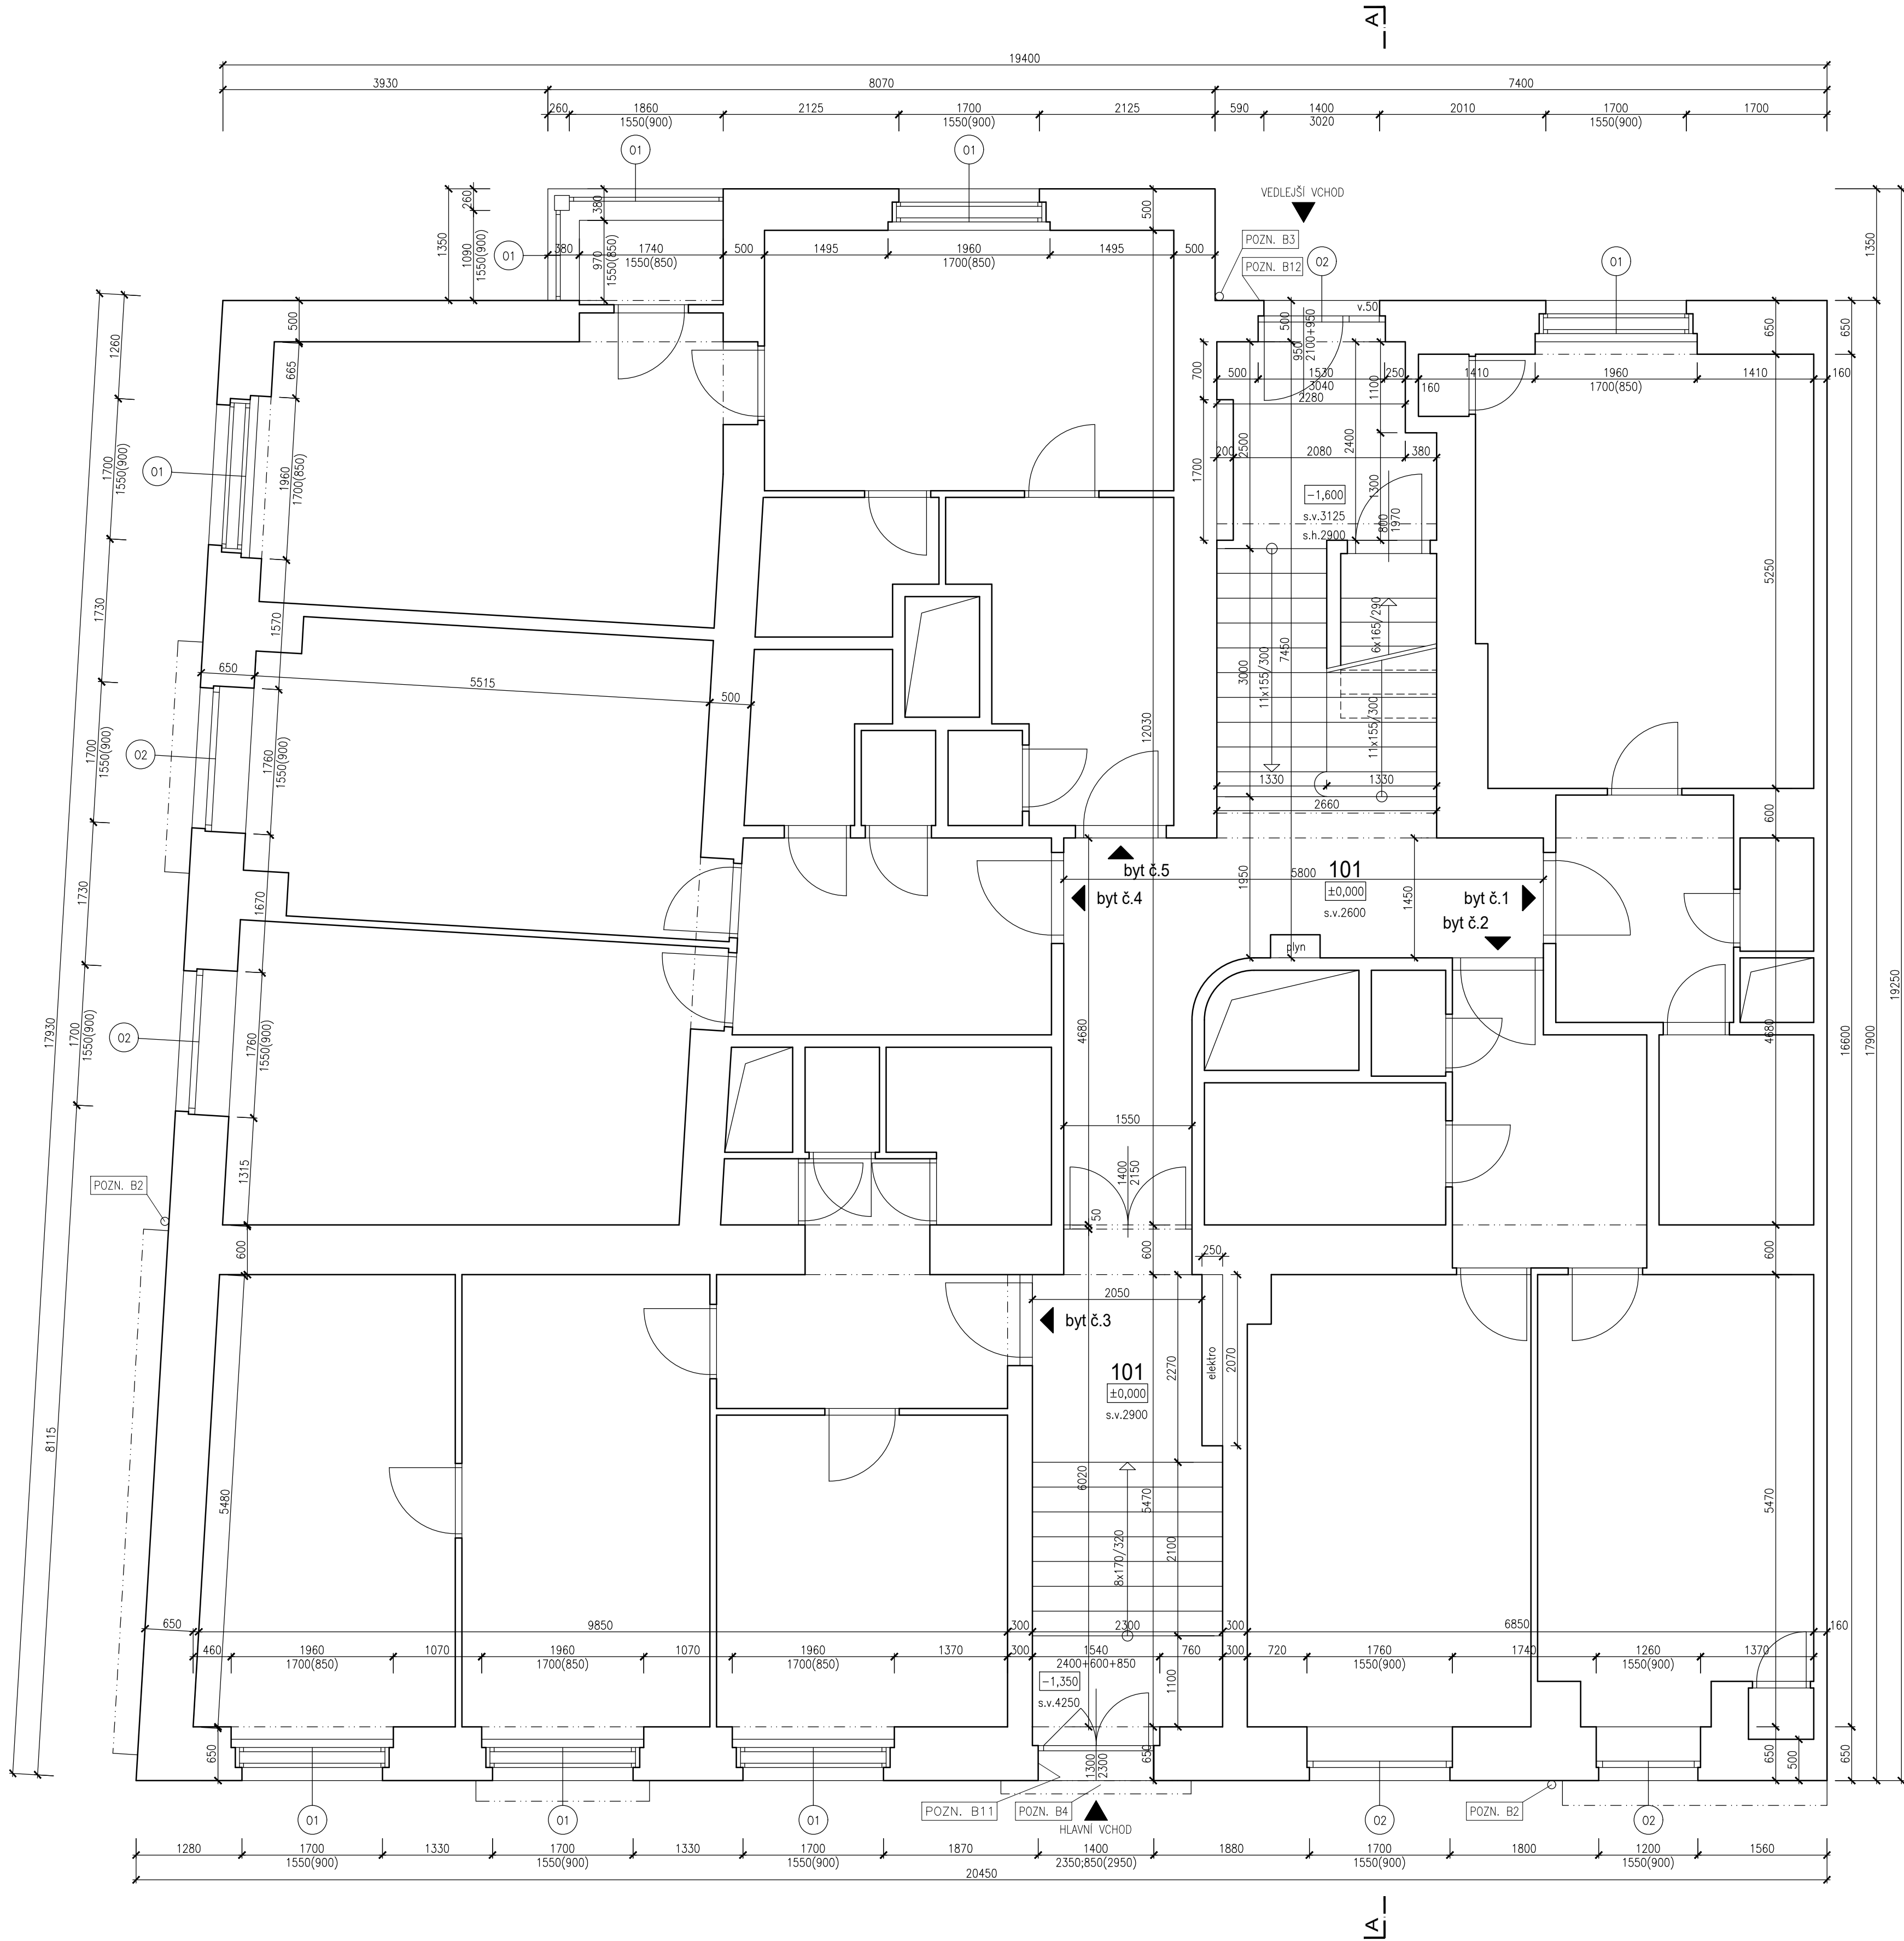 A
19400
3930 8070 7400
260 1860 2125 1700 2125 590 1400 2010 1700 1700
1550(900) 1550(900) 3020 1550(900)
01 01
VEDLEJŠÍ VCHOD
1350 260 1090 1550(900) 380 970 1550(850) 500 1350
POZN. B3
POZN. B12
01 02 01
380 1740 500 1495 1960 1495 500
1550(850) 1700(850)
v.50
500 500 950 2100+950 650 650
1260 665 700 1100
500 1530 250 1410 1960 1410 160
3040 160 1700(850)
2280
01
1700 1550(900) 1960 1700(850) 1700 2500 2400 1300
200 2080 380
-1,600
s.v.3125
s.h.2900
800 1970
5250
1730 1570
6x165/290
650 5515 500
3000 11x155/300 7450 11x155/300
12030
02
1700 1550(900) 1760 1550(900)
1330 1330
2660
600
byt č.5
101
5800
±0,000
s.v.2600
byt č.4
byt č.1
byt č.2
1950 1450
1730 1670
plyn
17930
02
1700 1550(900) 1760 1550(900)
4680 4680
16600 17900 19250
1550
1400 2150
POZN. B2
1315
50
600 600 600
250
2050
byt č.3
101
±0,000
s.v.2900
2270 elektro 2070
8115
5480 6020 5470 5470
8x170/320 2100
650 9850 300 2300 300 6850 160
460 1960 1070 1960 1070 1960 1370 300 1540 760 300 720 1760 1740 1260 1370
1700(850) 1700(850) 1700(850) 2400+600+850 1550(900) 1550(900)
-1,350
s.v.4250
1100
650 1300 2300 650 650 500 650
01 01 01
POZN. B11
POZN. B4
HLAVNÍ VCHOD
02
POZN. B2
02
1280 1700 1330 1700 1330 1700 1870 1400 1880 1700 1800 1200 1560
1550(900) 1550(900) 1550(900) 2350;850(2950) 1550(900) 1550(900)
20450
A